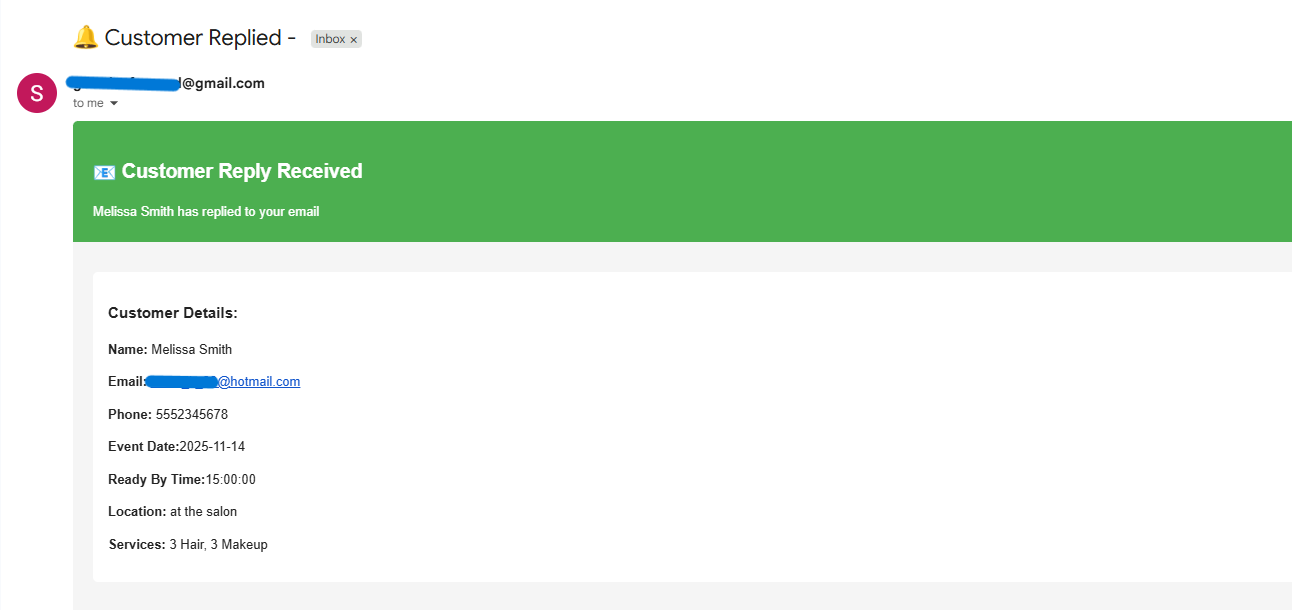 🔔 Customer Replied - Inbox ×
S
@gmail.com
to me
📧 Customer Reply Received
Melissa Smith has replied to your email
Customer Details:
Name: Melissa Smith
Email: @hotmail.com
Phone: 5552345678
Event Date:2025-11-14
Ready By Time:15:00:00
Location: at the salon
Services: 3 Hair, 3 Makeup